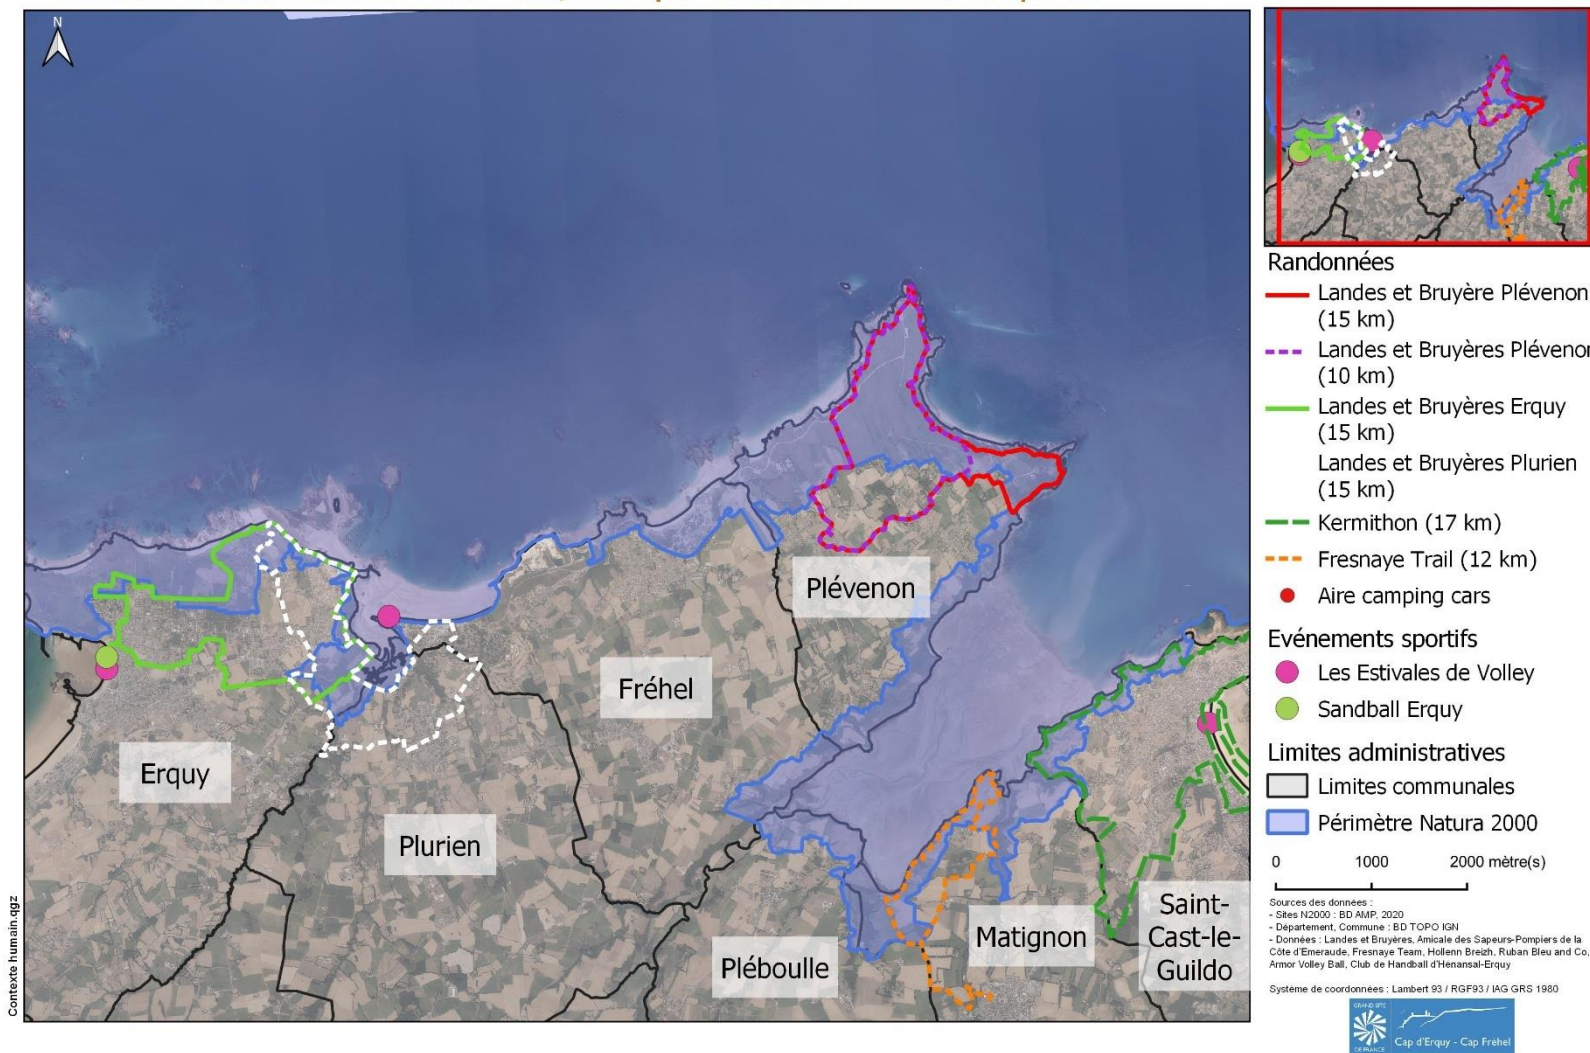 N
Randonnées
Landes et Bruyère Plévenon
(15 km)
Landes et Bruyères Plévenon
(10 km)
Landes et Bruyères Erquy
(15 km)
Landes et Bruyères Plurien
(15 km)
Kermithon (17 km)
Fresnaye Trail (12 km)
Aire camping cars
Evénements sportifs
Les Estivales de Volley
Sandball Erquy
Limites administratives
Limites communales
Périmètre Natura 2000
0 1000 2000 mètre(s)
Sources des données :
- Sites N2000 : BD AMP, 2020
- Département, Commune : BD TOPO IGN
- Données : Landes et Bruyères, Amicale des Sapeurs-Pompiers de la
Côte d'Emeraude, Fresnaye Team, Hollenn Breizh, Ruban Bleu and Co,
Armor Volley Ball, Club de Handball d'Hénansal-Erquy
Système de coordonnées : Lambert 93 / RGF93 / IAG GRS 1980
GRAND SITE
DE FRANCE
Cap d'Erquy - Cap Fréhel
Plévenon
Fréhel
Erquy
Plurien
Pléboulle
Matignon
Saint-
Cast-le-
Guildo
Contexte humain.qgz